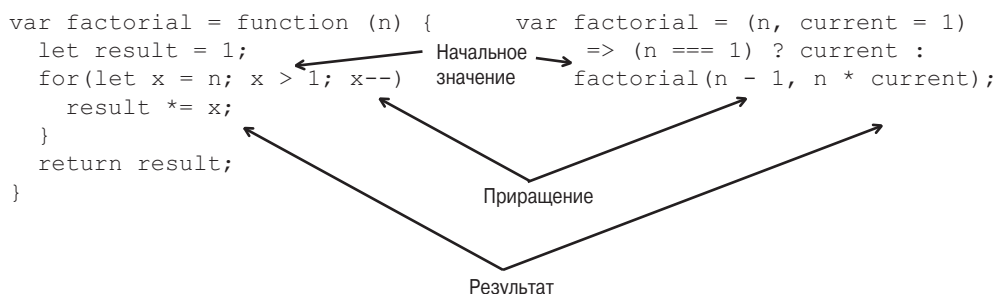 var factorial = function (n) {
  let result = 1;
  for(let x = n; x > 1; x--)
    result *= x;
  }
  return result;
}
var factorial = (n, current = 1)
    => (n === 1) ? current :
    factorial(n - 1, n * current);
Начальное
значение
Приращение
Результат